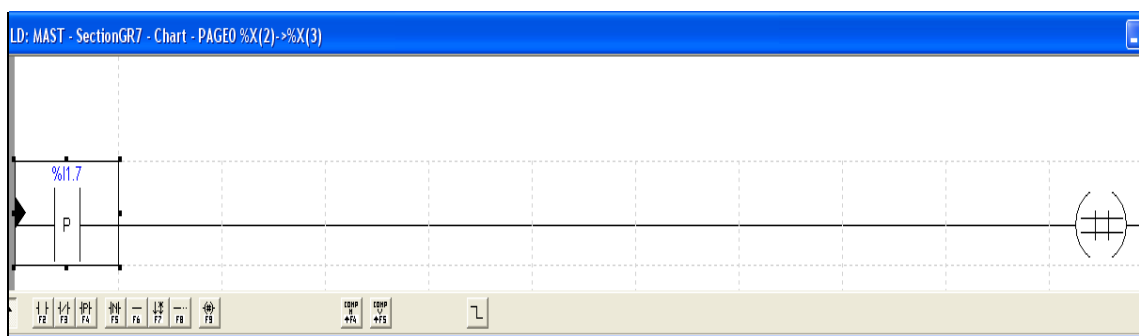 LD: MAST - SectionGR7 - Chart - PAGE0 %X(2)->%X(3)
%I1.7
P
P N # COMP H COMP V
F2 F3 F4 F5 F6 F7 F8 F9 +F4 +F5